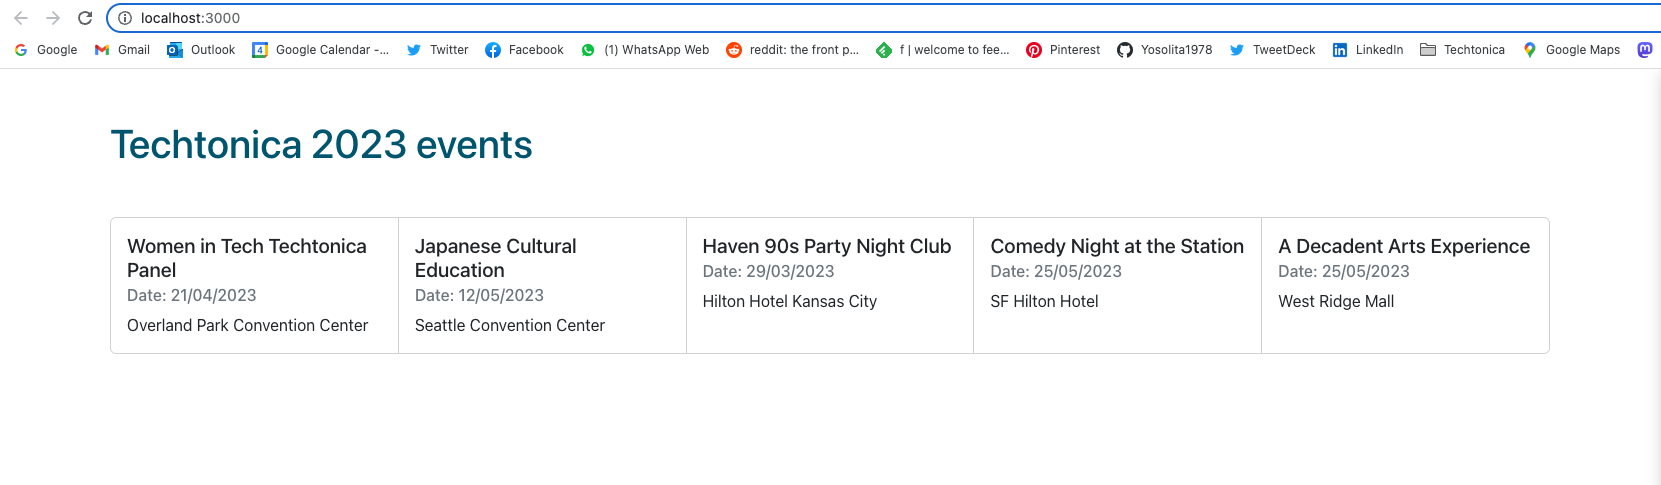 localhost:3000
Google Gmail Outlook Google Calendar -... Twitter Facebook (1) WhatsApp Web reddit: the front p... f | welcome to fee... Pinterest Yosolita1978 TweetDeck LinkedIn Techtonica Google Maps
Techtonica 2023 events
Women in Tech Techtonica
Panel
Date: 21/04/2023
Overland Park Convention Center
Japanese Cultural
Education
Date: 12/05/2023
Seattle Convention Center
Haven 90s Party Night Club
Date: 29/03/2023
Hilton Hotel Kansas City
Comedy Night at the Station
Date: 25/05/2023
SF Hilton Hotel
A Decadent Arts Experience
Date: 25/05/2023
West Ridge Mall